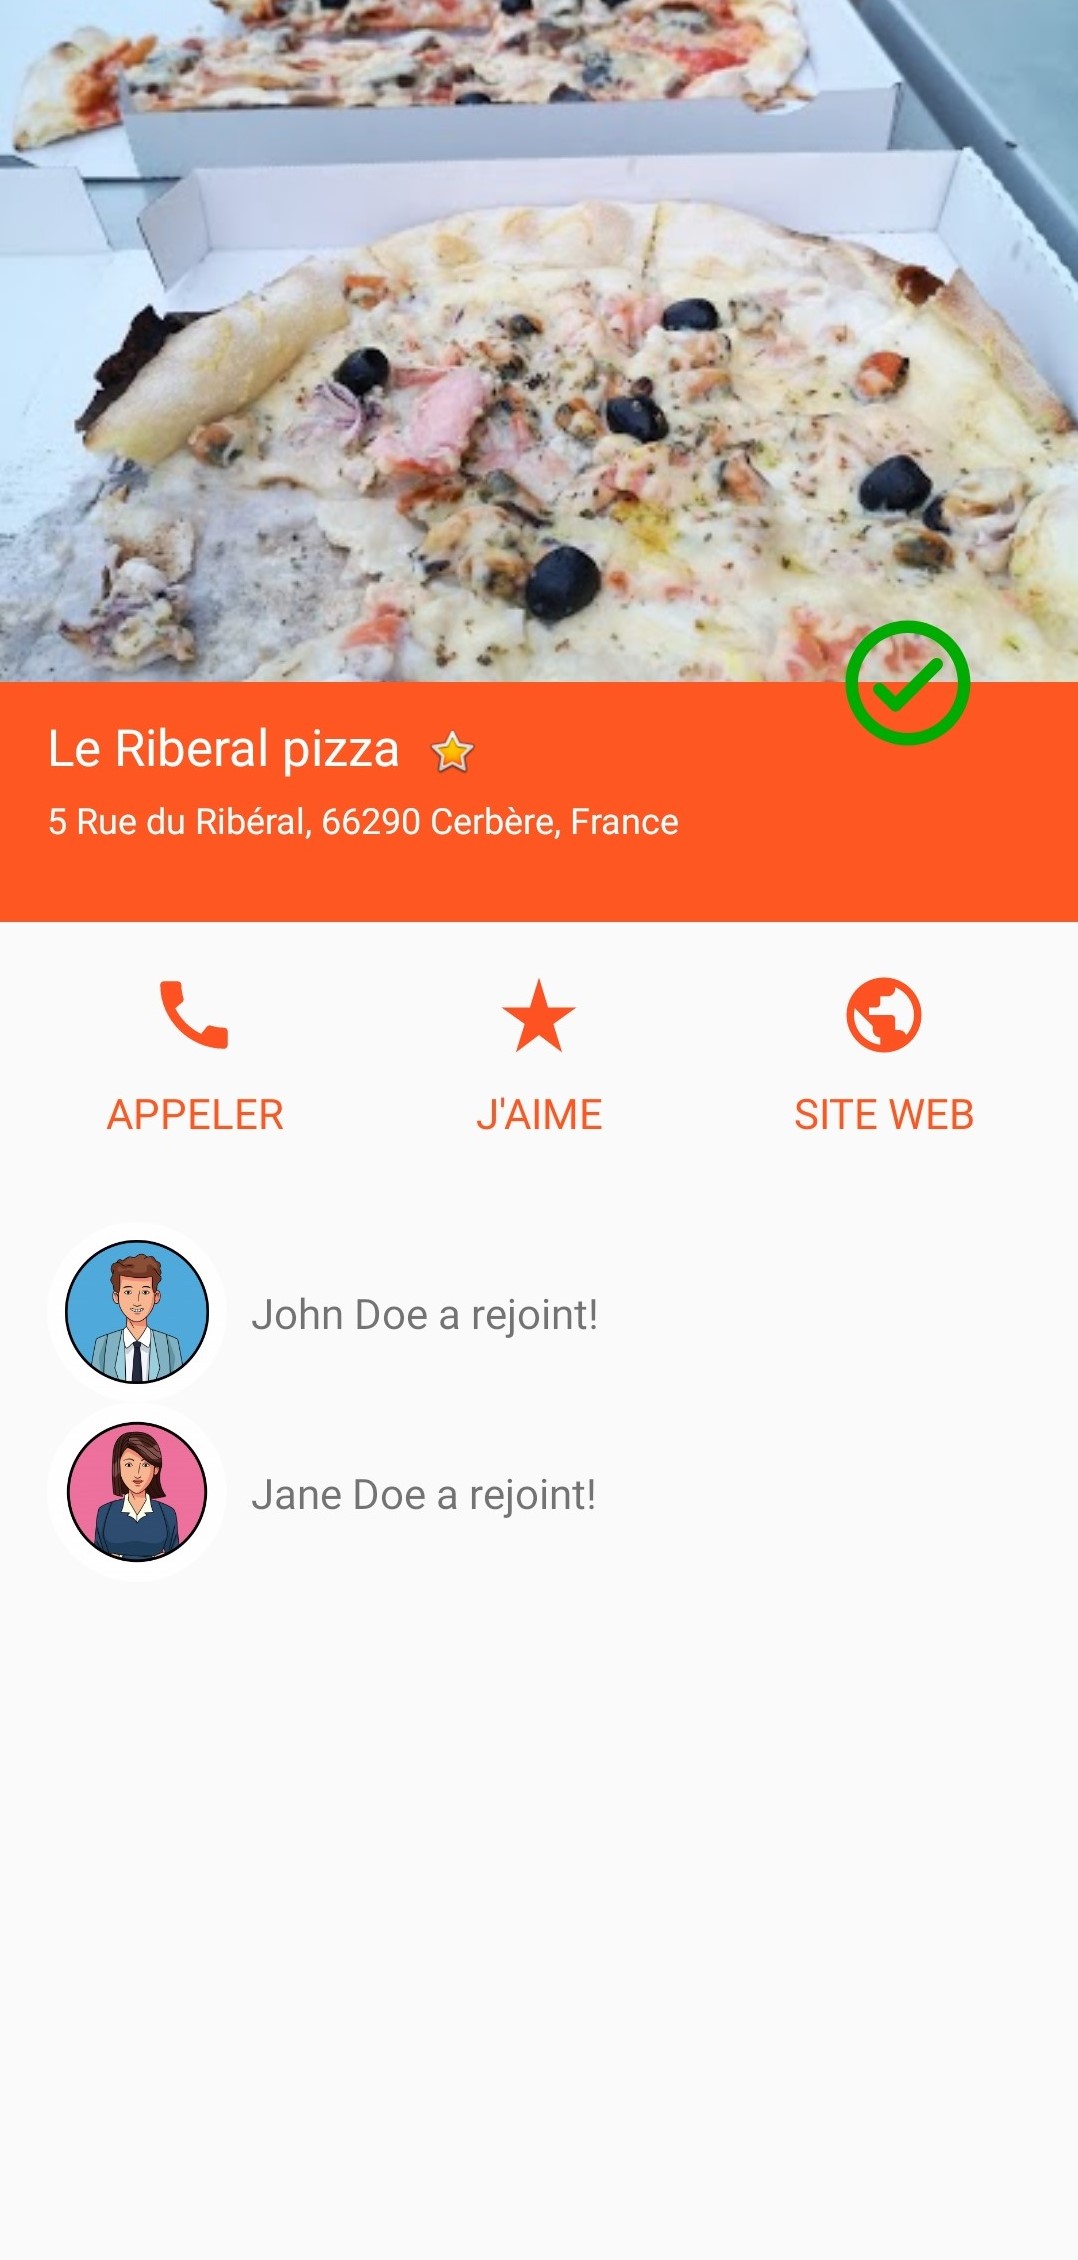 Le Riberal pizza
5 Rue du Ribéral, 66290 Cerbère, France
APPELER
J'AIME
SITE WEB
John Doe a rejoint!
Jane Doe a rejoint!